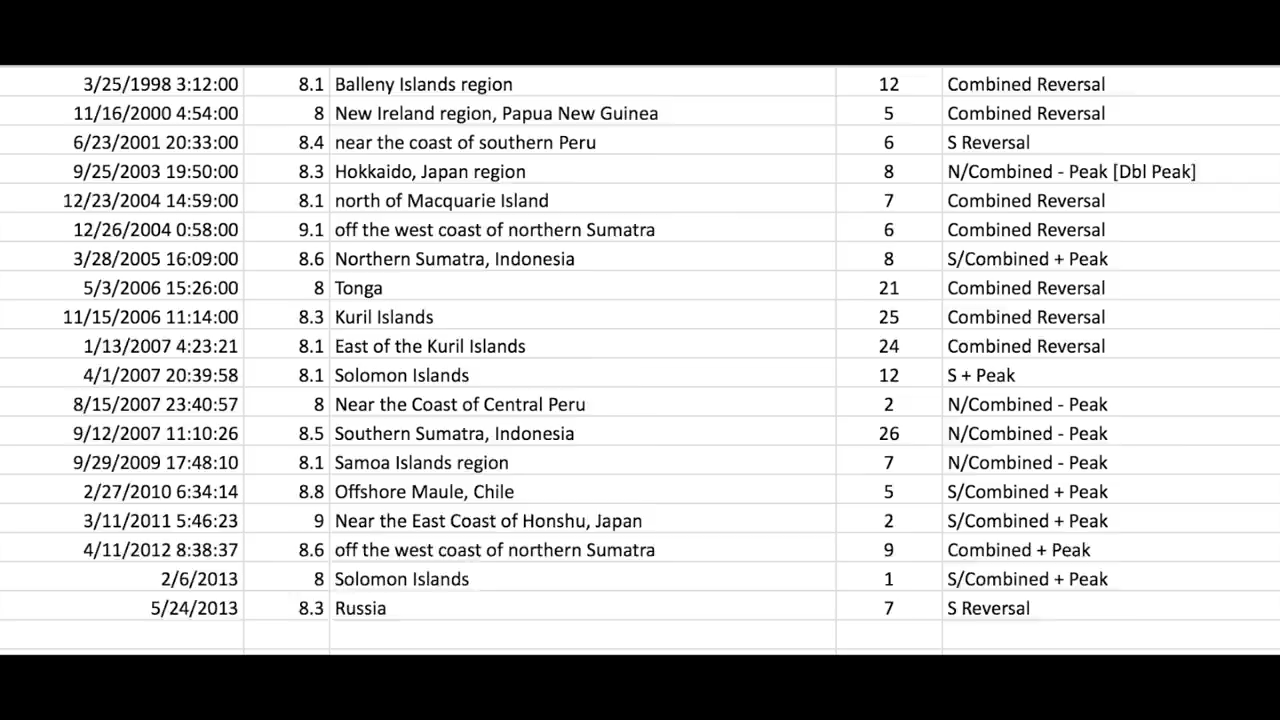 3/25/1998 3:12:00 8.1 Balleny Islands region 12 Combined Reversal
11/16/2000 4:54:00 8 New Ireland region, Papua New Guinea 5 Combined Reversal
6/23/2001 20:33:00 8.4 near the coast of southern Peru 6 S Reversal
9/25/2003 19:50:00 8.3 Hokkaido, Japan region 8 N/Combined - Peak [Dbl Peak]
12/23/2004 14:59:00 8.1 north of Macquarie Island 7 Combined Reversal
12/26/2004 0:58:00 9.1 off the west coast of northern Sumatra 6 Combined Reversal
3/28/2005 16:09:00 8.6 Northern Sumatra, Indonesia 8 S/Combined + Peak
5/3/2006 15:26:00 8 Tonga 21 Combined Reversal
11/15/2006 11:14:00 8.3 Kuril Islands 25 Combined Reversal
1/13/2007 4:23:21 8.1 East of the Kuril Islands 24 Combined Reversal
4/1/2007 20:39:58 8.1 Solomon Islands 12 S + Peak
8/15/2007 23:40:57 8 Near the Coast of Central Peru 2 N/Combined - Peak
9/12/2007 11:10:26 8.5 Southern Sumatra, Indonesia 26 N/Combined - Peak
9/29/2009 17:48:10 8.1 Samoa Islands region 7 N/Combined - Peak
2/27/2010 6:34:14 8.8 Offshore Maule, Chile 5 S/Combined + Peak
3/11/2011 5:46:23 9 Near the East Coast of Honshu, Japan 2 S/Combined + Peak
4/11/2012 8:38:37 8.6 off the west coast of northern Sumatra 9 Combined + Peak
2/6/2013 8 Solomon Islands 1 S/Combined + Peak
5/24/2013 8.3 Russia 7 S Reversal